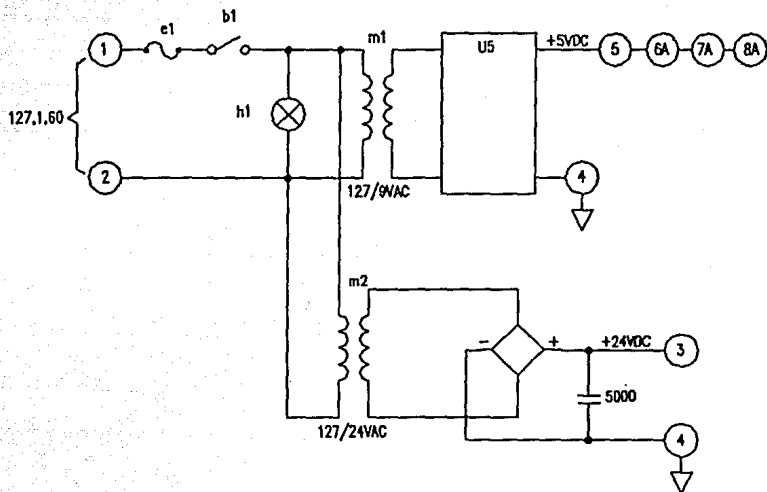 e1
b1
m1
1
U5
+5VDC
5
6A
7A
8A
127,1,60
h1
2
4
127/9VAC
m2
-
+
+24VDC
3
5000
127/24VAC
4